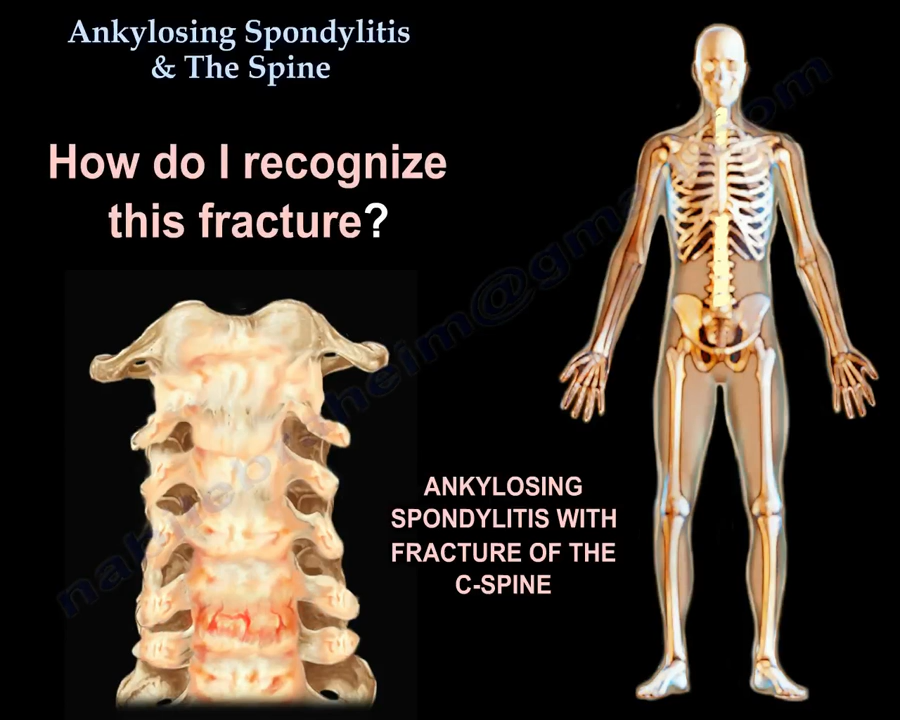 Ankylosing Spondylitis
& The Spine
How do I recognize
this fracture?
ANKYLOSING
SPONDYLITIS WITH
FRACTURE OF THE
C-SPINE